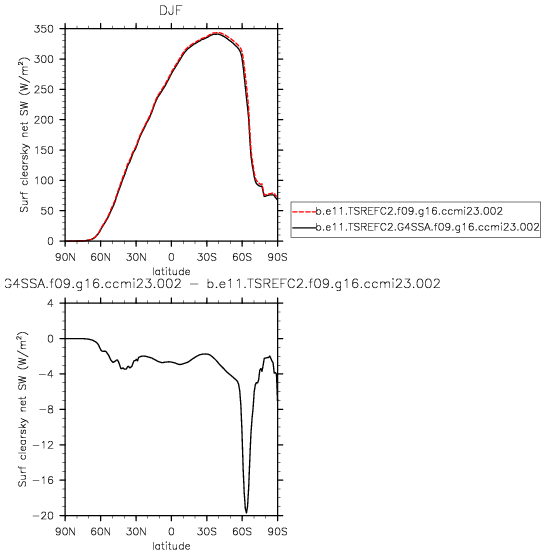 DJF
350
300
250
200
150
100
50
0
Surf clearsky net SW (W/m²)
90N 60N 30N 0 30S 60S 90S
latitude
b.e11.TSREFC2.f09.g16.ccmi23.002
b.e11.TSREFC2.G4SSA.f09.g16.ccmi23.002
G4SSA.f09.g16.ccmi23.002 − b.e11.TSREFC2.f09.g16.ccmi23.002
4
0
−4
−8
−12
−16
−20
Surf clearsky net SW (W/m²)
90N 60N 30N 0 30S 60S 90S
latitude